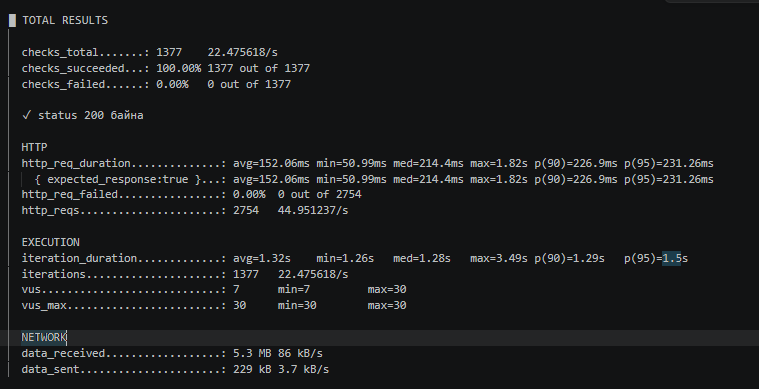 █ TOTAL RESULTS
checks_total.......: 1377    22.475618/s
checks_succeeded...: 100.00% 1377 out of 1377
checks_failed......: 0.00%   0 out of 1377
✓ status 200 байна
HTTP
http_req_duration..............: avg=152.06ms min=50.99ms med=214.4ms max=1.82s p(90)=226.9ms p(95)=231.26ms
{ expected_response:true }...: avg=152.06ms min=50.99ms med=214.4ms max=1.82s p(90)=226.9ms p(95)=231.26ms
http_req_failed................: 0.00%  0 out of 2754
http_reqs......................: 2754   44.951237/s
EXECUTION
iteration_duration.............: avg=1.32s    min=1.26s   med=1.28s   max=3.49s p(90)=1.29s   p(95)=1.5s
iterations.....................: 1377   22.475618/s
vus............................: 7      min=7         max=30
vus_max........................: 30     min=30        max=30
NETWORK
data_received..................: 5.3 MB 86 kB/s
data_sent......................: 229 kB 3.7 kB/s